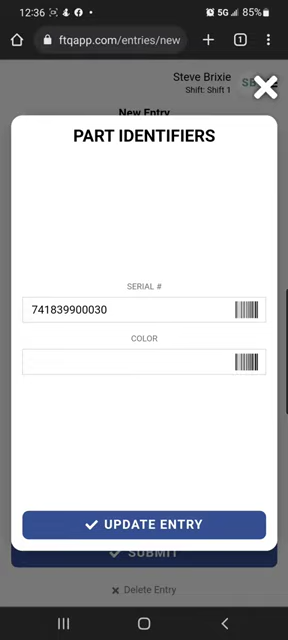 12:36 5G 85%
ftqapp.com/entries/new 1
Steve Brixie
Shift: Shift 1
New Entry
PART IDENTIFIERS
SERIAL #
741839900030
COLOR
UPDATE ENTRY
SUBMIT
Delete Entry